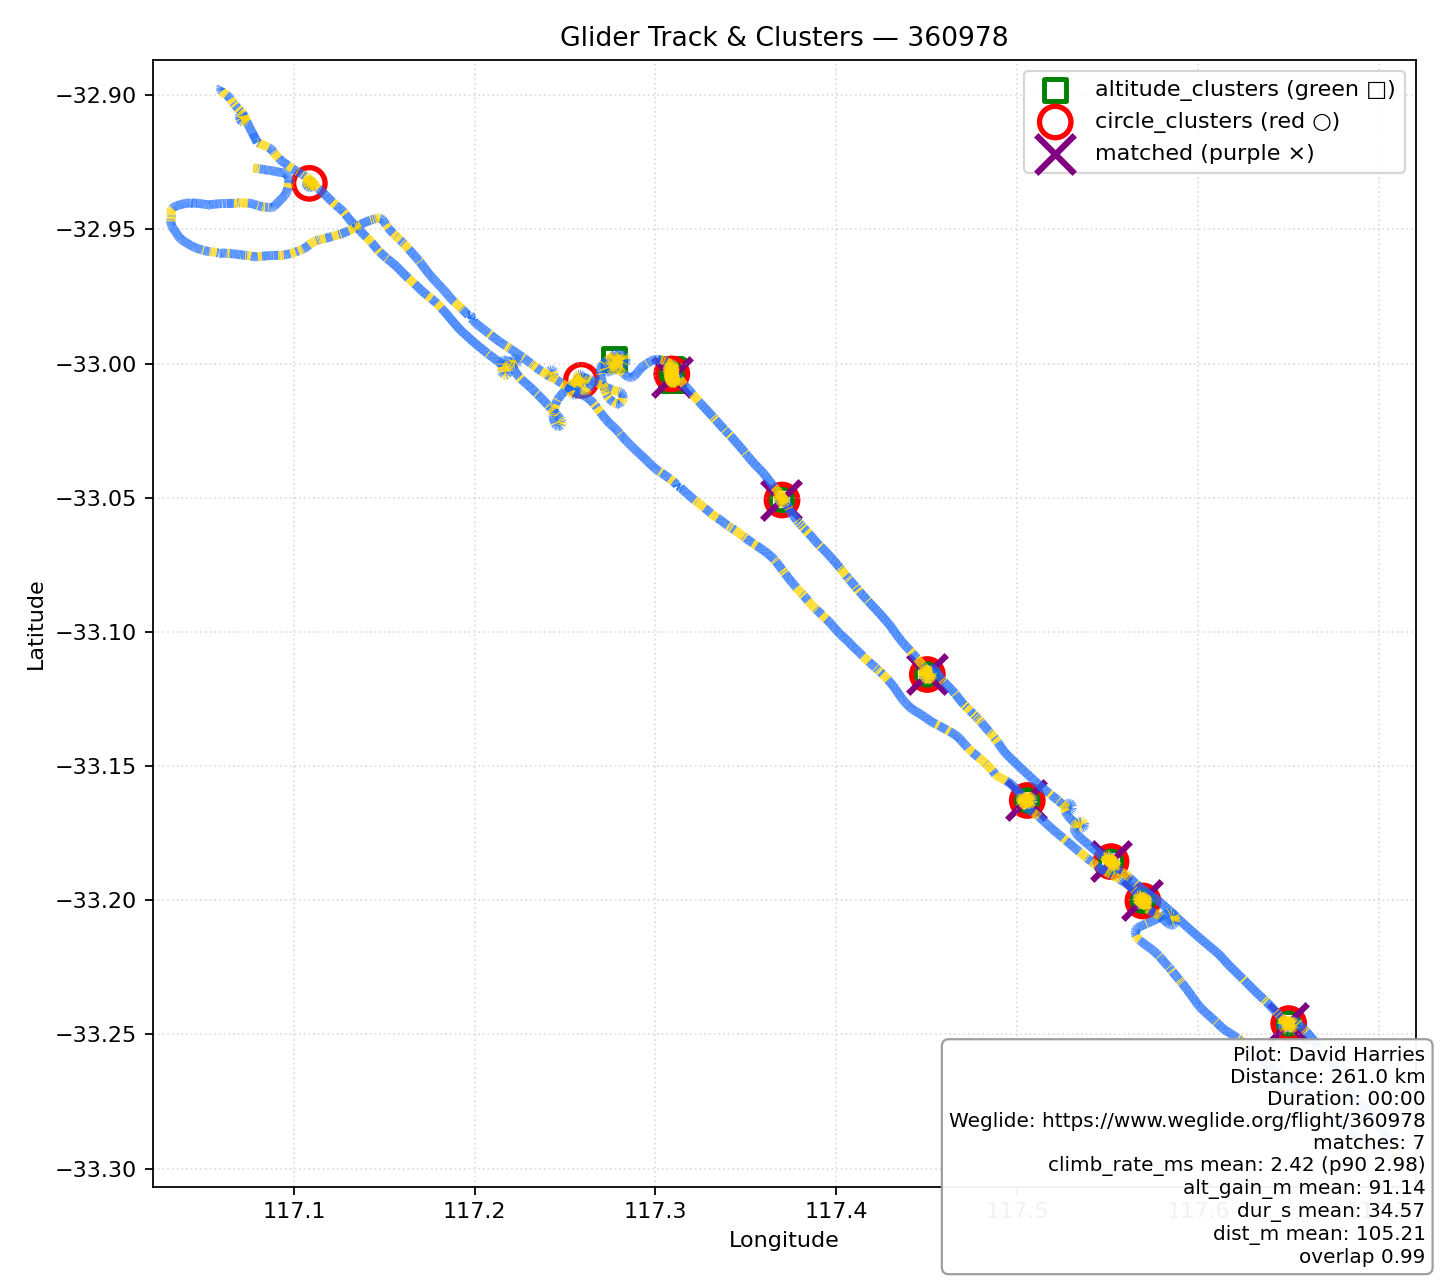 Glider Track & Clusters — 360978
altitude_clusters (green □)
circle_clusters (red ○)
matched (purple ×)
−32.90
−32.95
−33.00
−33.05
−33.10
−33.15
−33.20
−33.25
−33.30
Latitude
117.1
117.2
117.3
117.4
117.5
117.6
Longitude
Pilot: David Harries
Distance: 261.0 km
Duration: 00:00
Weglide: https://www.weglide.org/flight/360978
matches: 7
climb_rate_ms mean: 2.42 (p90 2.98)
alt_gain_m mean: 91.14
dur_s mean: 34.57
dist_m mean: 105.21
overlap 0.99